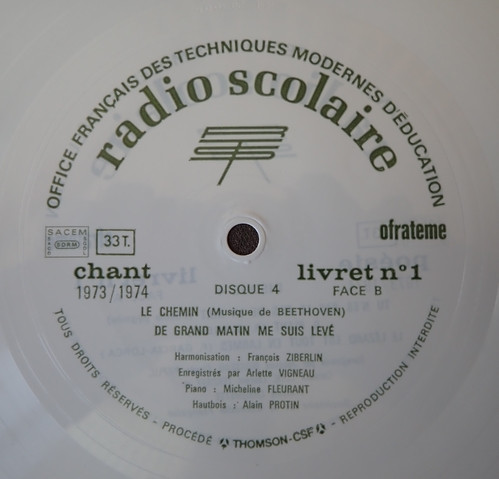 OFFICE FRANÇAIS DES TECHNIQUES MODERNES D'ÉDUCATION
radio scolaire
ofrateme
SACEM
33 T.
chant
1973/1974
DISQUE 4
livret n° 1
FACE B
LE CHEMIN (Musique de BEETHOVEN)
DE GRAND MATIN ME SUIS LEVÉ
Harmonisation : François ZIBERLIN
Enregistrés par Arlette VIGNEAU
Piano : Micheline FLEURANT
Hautbois : Alain PROTIN
TOUS DROITS RÉSERVÉS - PROCÉDÉ THOMSON-CSF - REPRODUCTION INTERDITE